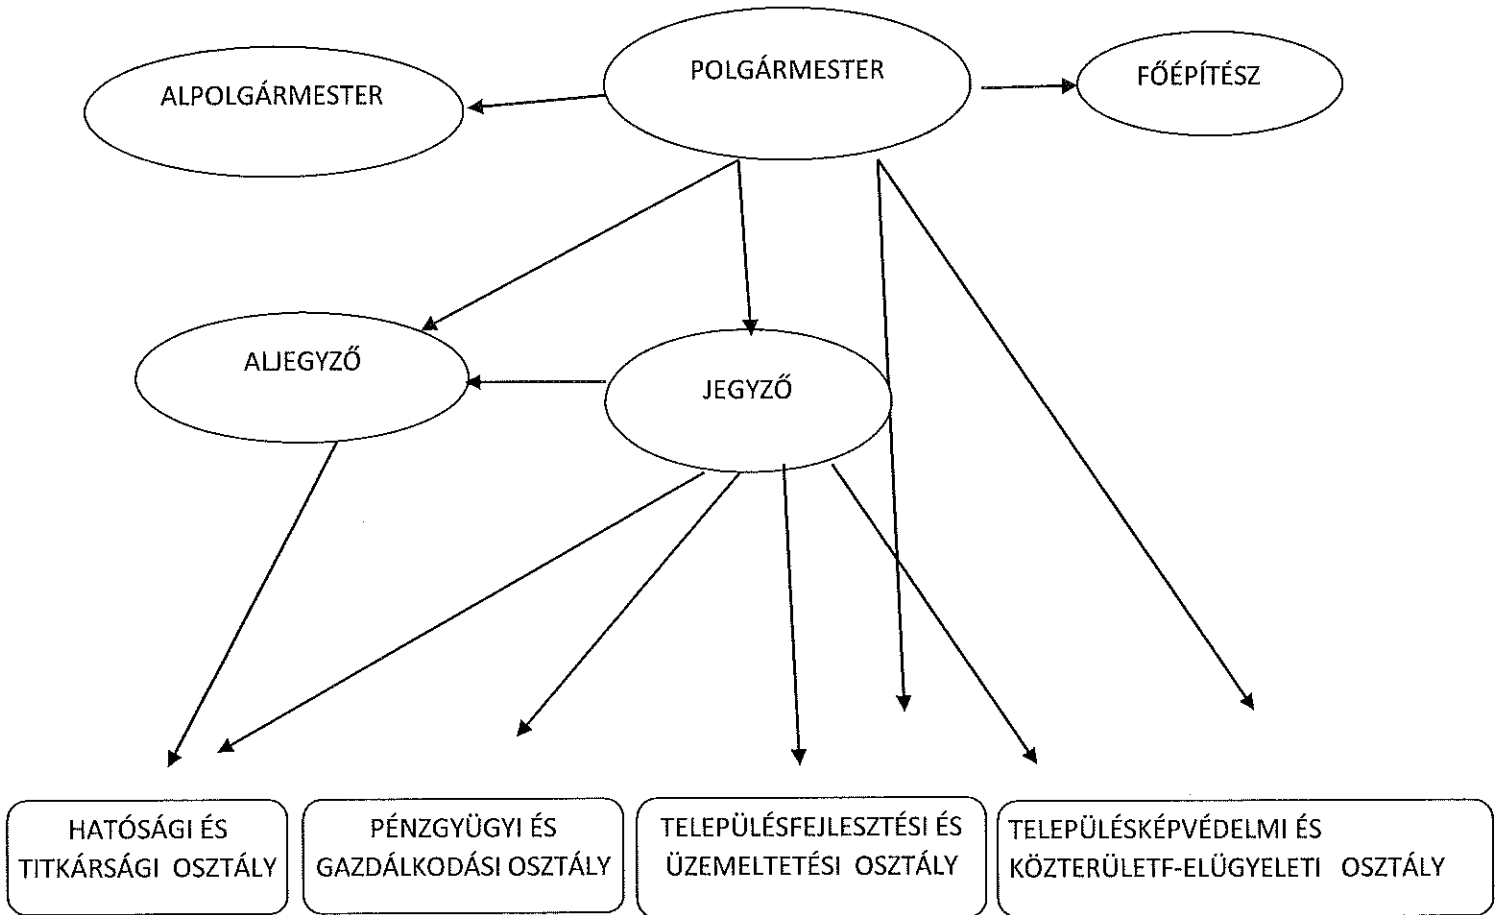 POLGÁRMESTER
ALPOLGÁRMESTER
FŐÉPÍTÉSZ
ALJEGYZŐ
JEGYZŐ
HATÓSÁGI ÉS
TITKÁRSÁGI OSZTÁLY
PÉNZGYÜGYI ÉS
GAZDÁLKODÁSI OSZTÁLY
TELEPÜLÉSFEJLESZTÉSI ÉS
ÜZEMELTETÉSI OSZTÁLY
TELEPÜLÉSKÉPVÉDELMI ÉS
KÖZTERÜLETF-ELÜGYELETI OSZTÁLY